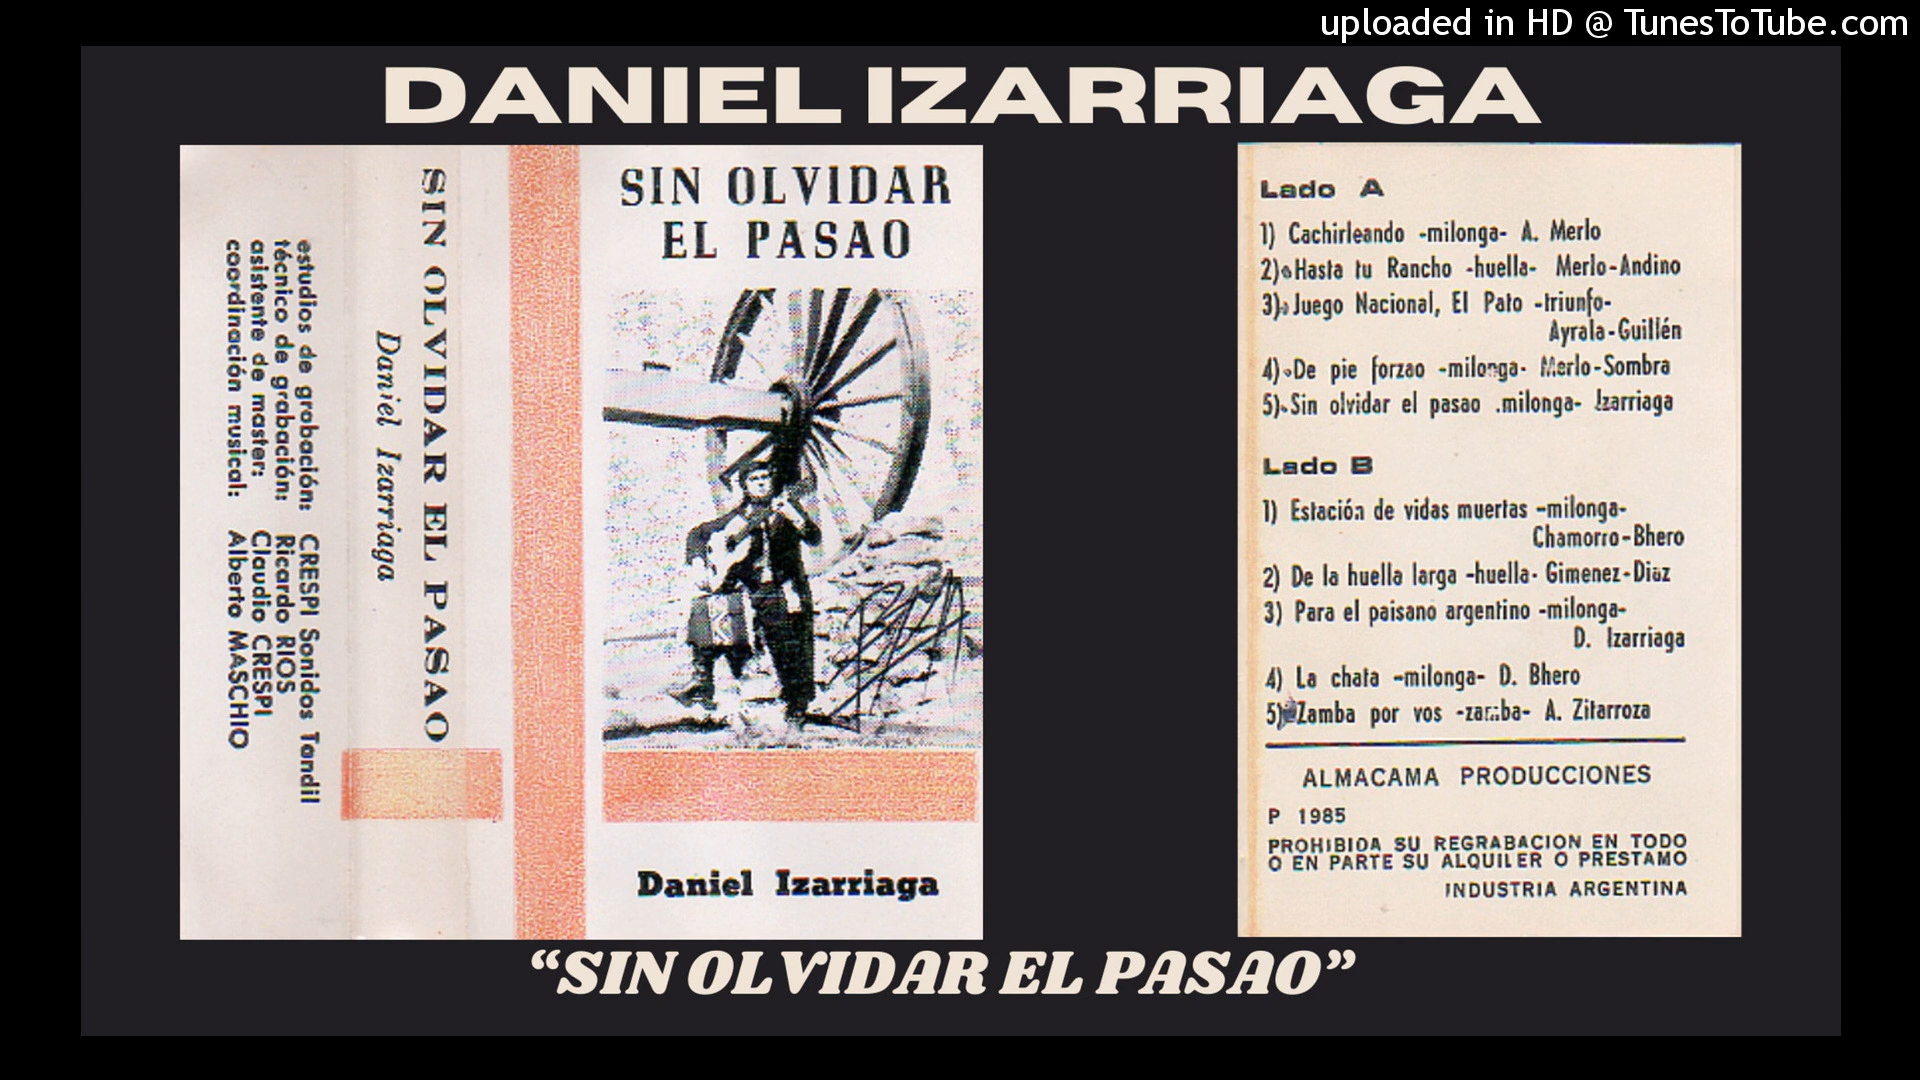 uploaded in HD @ TunesToTube.com
DANIEL IZARRIAGA
estudios de grabación: CRESPI Sonidos Tandil
técnico de grabación: Ricardo RIOS
asistente de master: Claudio CRESPI
coordinación musical: Alberto MASCHIO
SIN OLVIDAR EL PASAO
Daniel Izarriaga
SIN OLVIDAR
EL PASAO
Daniel Izarriaga
Lado A
1) Cachirleando -milonga- A. Merlo
2) Hasta tu Rancho -huella- Merlo-Andino
3) Juego Nacional, El Pato -triunfo-
Ayrala-Guillén
4) De pie forzao -milonga- Merlo-Sombra
5) Sin olvidar el pasao .milonga- Izarriaga
Lado B
1) Estación de vidas muertas -milonga-
Chamorro-Bhero
2) De la huella larga -huella- Gimenez-Diaz
3) Para el paisano argentino -milonga-
D. Izarriaga
4) La chata -milonga- D. Bhero
5) Zamba por vos -zamba- A. Zitarroza
ALMACAMA PRODUCCIONES
P 1985
PROHIBIDA SU REGRABACION EN TODO
O EN PARTE SU ALQUILER O PRESTAMO
INDUSTRIA ARGENTINA
“SIN OLVIDAR EL PASAO”